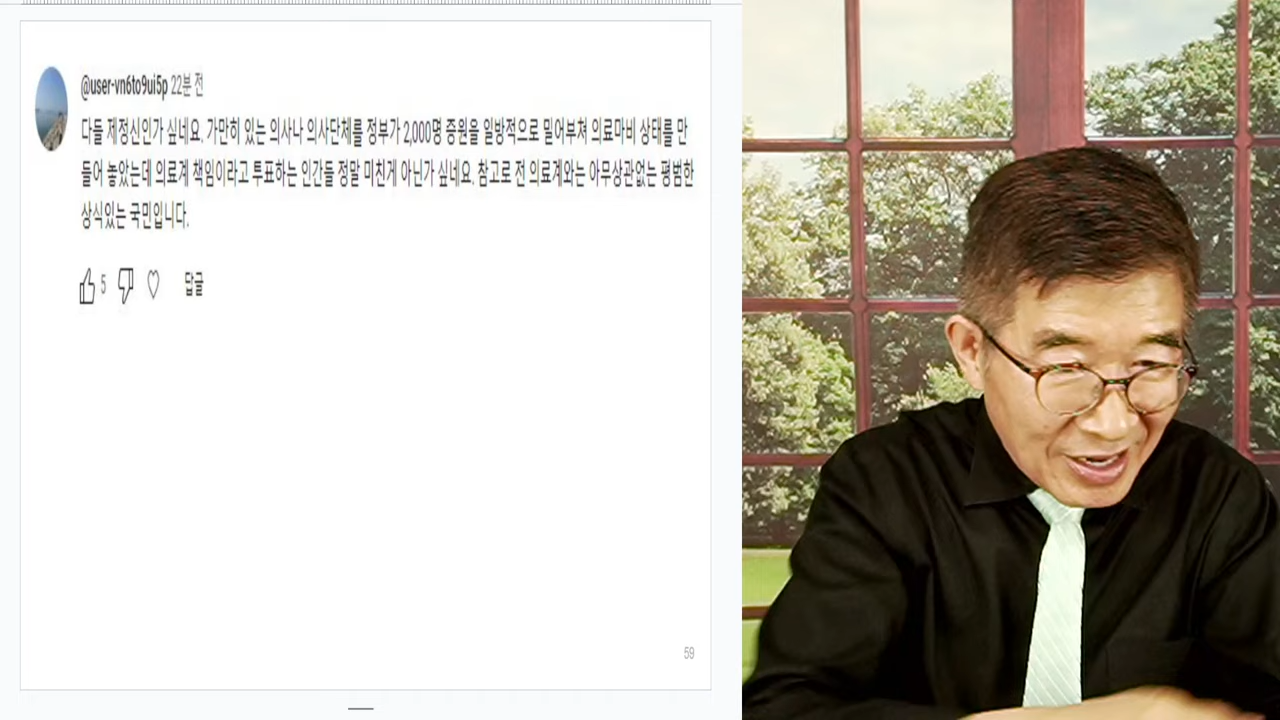 @user-vn6to9ui5p 22분 전
다들 제정신인가 싶네요. 가만히 있는 의사나 의사단체를 정부가 2,000명 증원을 일방적으로 밀어부쳐 의료마비 상태를 만
들어 놓았는데 의료계 책임이라고 투표하는 인간들 정말 미친게 아닌가 싶네요. 참고로 전 의료계와는 아무상관없는 평범한
상식있는 국민입니다.
5 답글
59